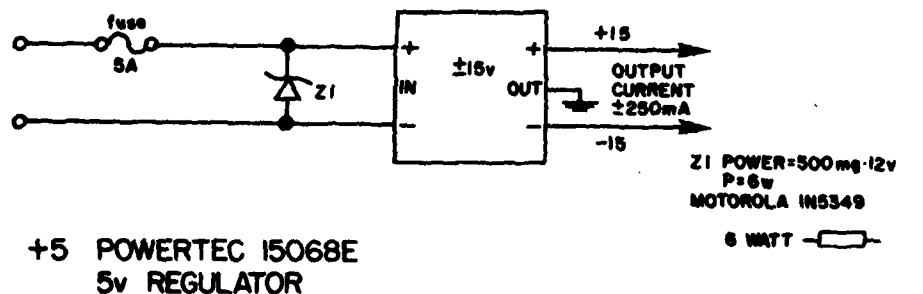 fuse
5A
Z1
+
-
IN
±15v
+
OUT
-
+15
OUTPUT
CURRENT
±250mA
-15
Z1 POWER=500mg·12v
P=6w
MOTOROLA IN5349
6 WATT
+5 POWERTEC 15068E
5v REGULATOR